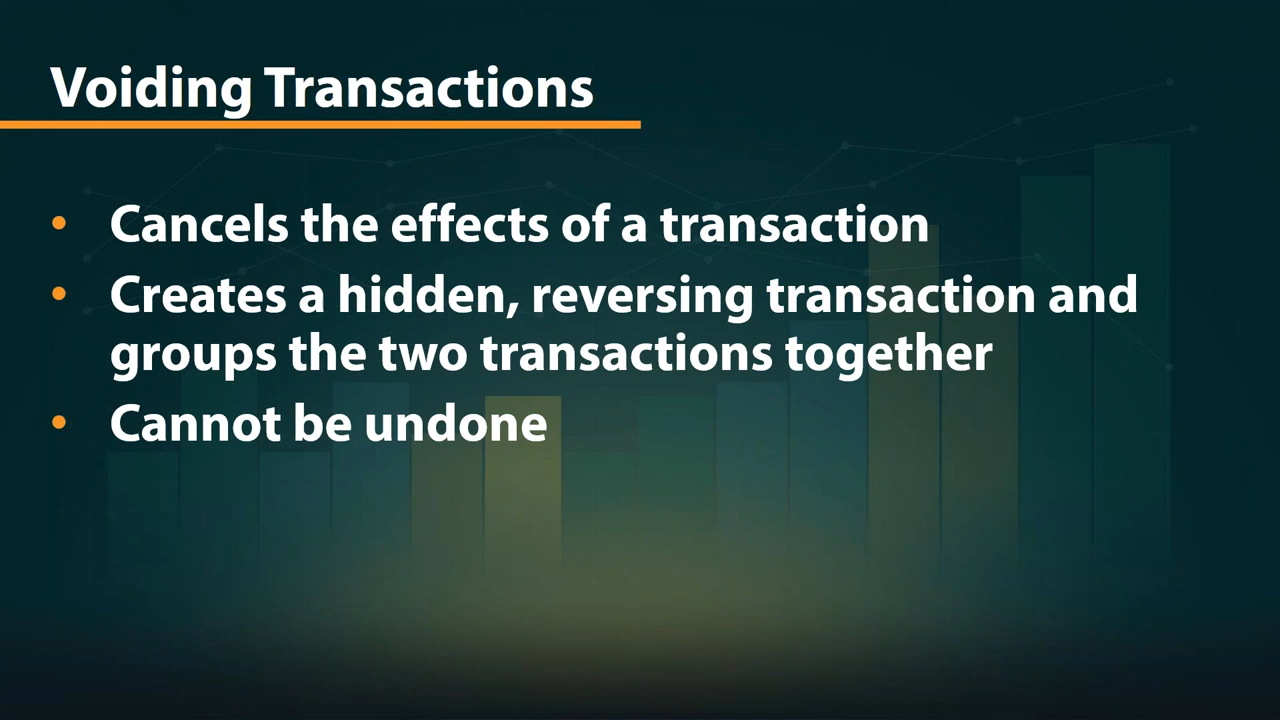 Voiding Transactions
• Cancels the effects of a transaction
• Creates a hidden, reversing transaction and
groups the two transactions together
• Cannot be undone